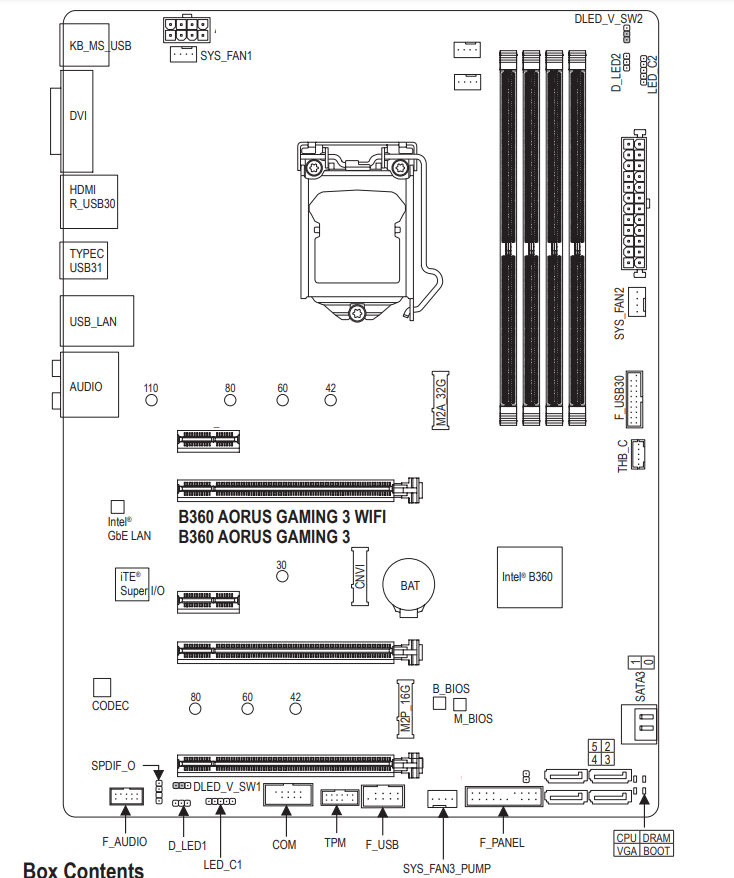 DLED_V_SW2
KB_MS_USB
SYS_FAN1
D_LED2
LED_C2
DVI
HDMI
R_USB30
TYPEC
USB31
USB_LAN
SYS_FAN2
AUDIO
110
80
60
42
M2A_32G
F_USB30
THB_C
B360 AORUS GAMING 3 WIFI
B360 AORUS GAMING 3
Intel®
GbE LAN
30
CNVI
BAT
Intel® B360
iTE®
Super I/O
1
0
SATA3
CODEC
80
60
42
M2P_16G
B_BIOS
M_BIOS
5 2
4 3
SPDIF_O
DLED_V_SW1
F_AUDIO
D_LED1
LED_C1
COM
TPM
F_USB
SYS_FAN3_PUMP
F_PANEL
CPU DRAM
VGA BOOT
Box Contents